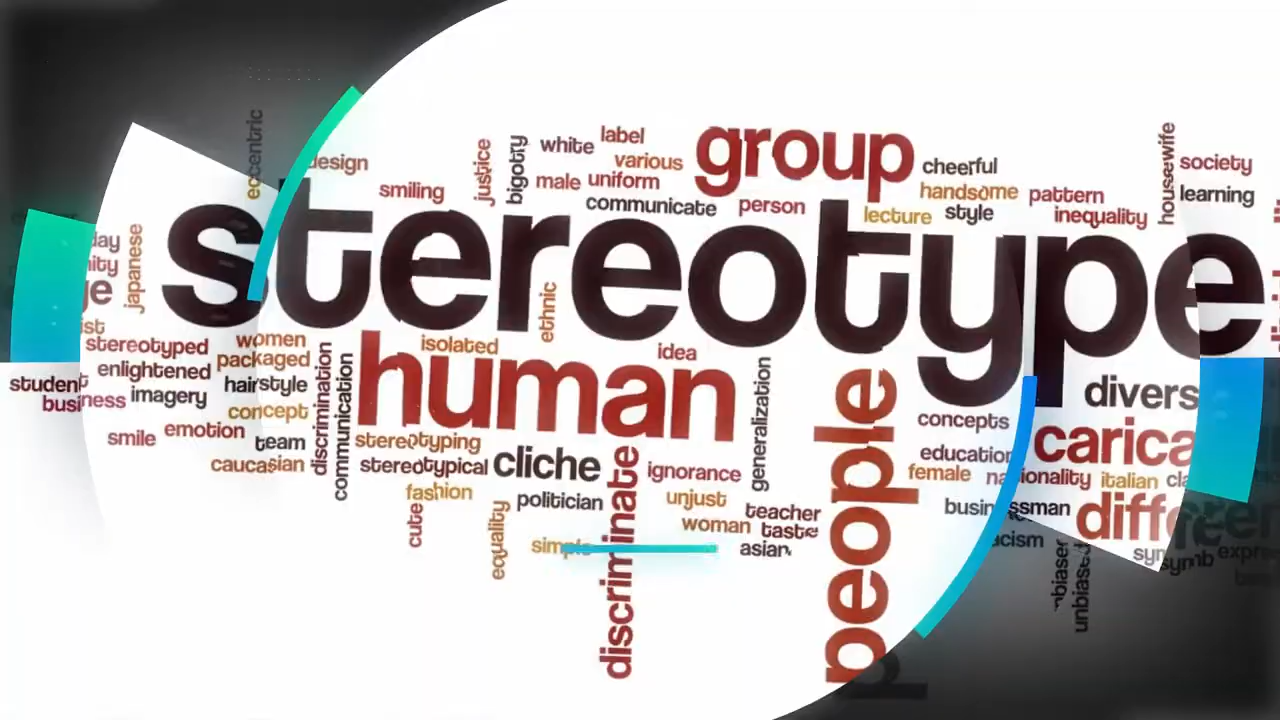 eccentric
design
smiling
justice
bigotry
white
label
various
male
uniform
communicate
person
group
cheerful
handsome
pattern
lecture
style
inequality
housewife
society
learning
japanese
stereotype
ethnic
stereotyped
women
packaged
enlightened
student
business
imagery
hairstyle
concept
smile
emotion
team
caucasian
discrimination
communication
isolated
idea
human
generalization
people
stereotyping
stereotypical
cliche
ignorance
fashion
politician
unjust
cute
equality
woman
teacher
taste
asian
simple
discriminate
concepts
education
female
nationality
italian
businessman
unbiased